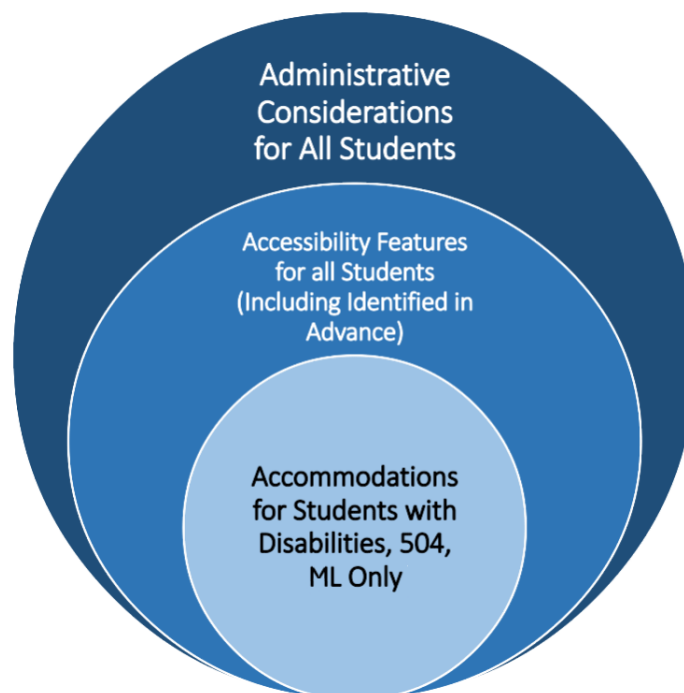 Administrative
Considerations
for All Students
Accessibility Features
for all Students
(Including Identified in
Advance)
Accommodations
for Students with
Disabilities, 504,
ML Only